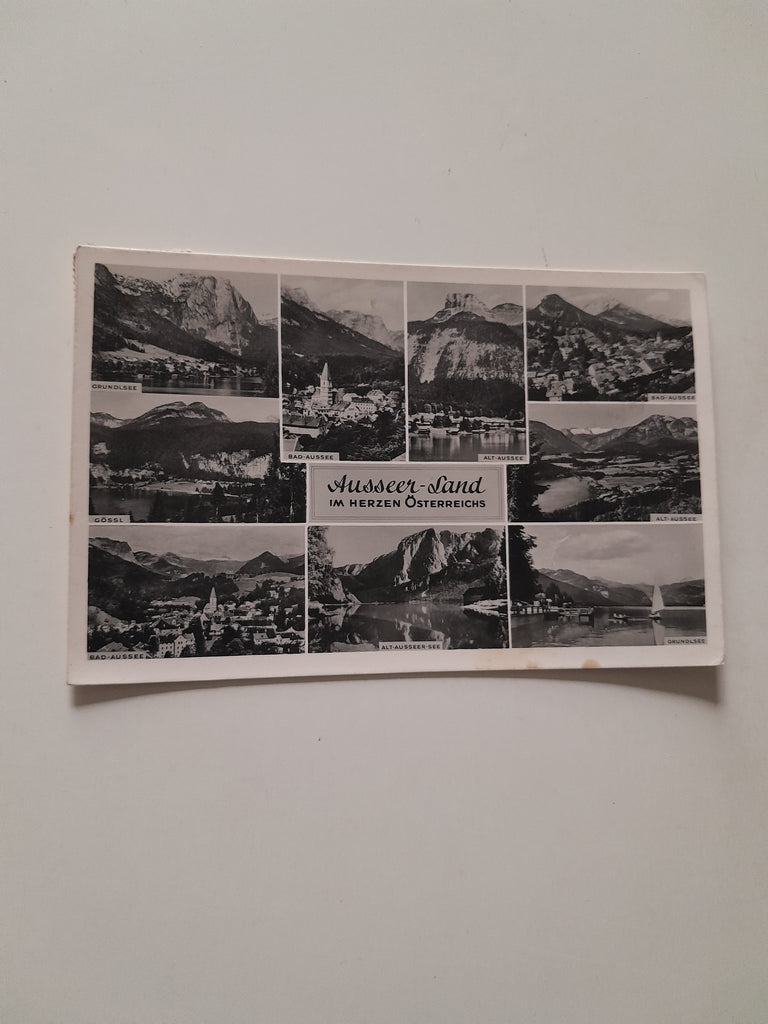 GRUNDLSEE
BAD-AUSSEE
ALT-AUSSEE
BAD-AUSSEE
GÖSSL
Ausseer-Land
IM HERZEN ÖSTERREICHS
ALT-AUSSEE
BAD-AUSSEE
ALT-AUSSEER-SEE
GRUNDLSEE